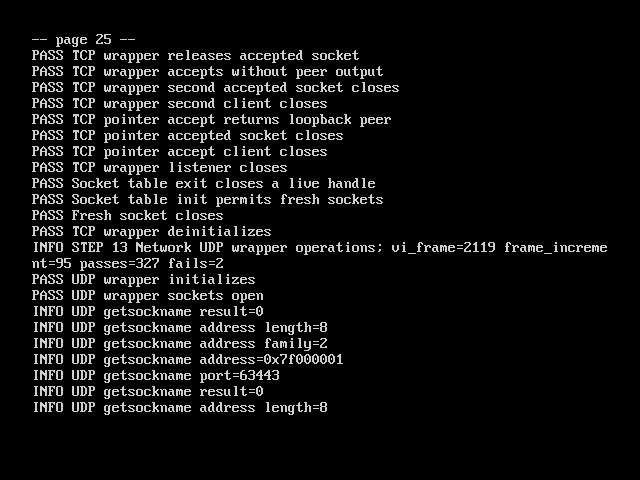 -- page 25 --
PASS TCP wrapper releases accepted socket
PASS TCP wrapper accepts without peer output
PASS TCP wrapper second accepted socket closes
PASS TCP wrapper second client closes
PASS TCP pointer accept returns loopback peer
PASS TCP pointer accepted socket closes
PASS TCP pointer accept client closes
PASS TCP wrapper listener closes
PASS Socket table exit closes a live handle
PASS Socket table init permits fresh sockets
PASS Fresh socket closes
PASS TCP wrapper deinitializes
INFO STEP 13 Network UDP wrapper operations; vi_frame=2119 frame_increme
nt=95 passes=327 fails=2
PASS UDP wrapper initializes
PASS UDP wrapper sockets open
INFO UDP getsockname result=0
INFO UDP getsockname address length=8
INFO UDP getsockname address family=2
INFO UDP getsockname address=0x7f000001
INFO UDP getsockname port=63443
INFO UDP getsockname result=0
INFO UDP getsockname address length=8